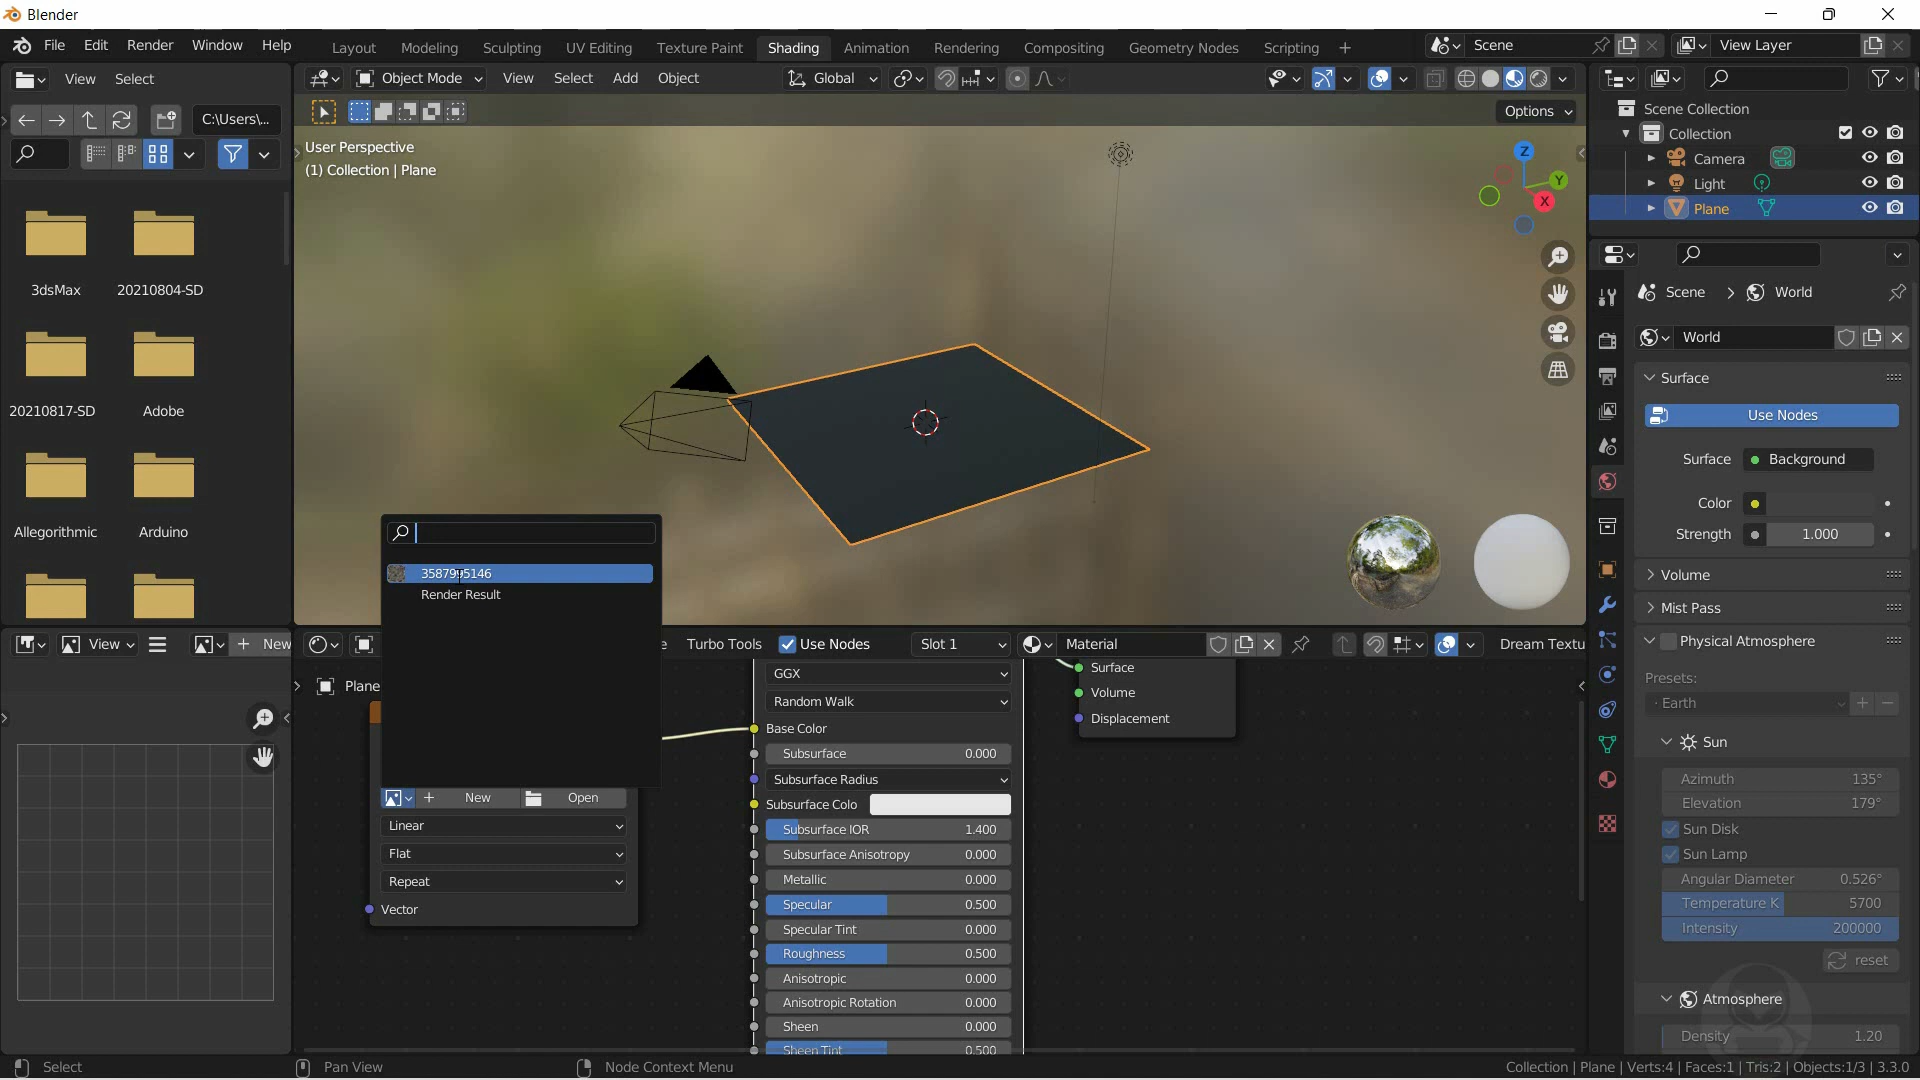 Blender
File Edit Render Window Help
Layout Modeling Sculpting UV Editing Texture Paint Shading Animation Rendering Compositing Geometry Nodes Scripting +
Scene
View Layer
View Select
Object Mode View Select Add Object
Global
C:\Users\...
Options
User Perspective
(1) Collection | Plane
Z
Y
X
3dsMax 20210804-SD
20210817-SD Adobe
Allegorithmic Arduino
Scene Collection
Collection
Camera
Light
Plane
Scene > World
World
Surface
Use Nodes
Surface Background
Color
Strength 1.000
Volume
Mist Pass
Physical Atmosphere
Presets:
Earth
Sun
Azimuth 135°
Elevation 179°
Sun Disk
Sun Lamp
Angular Diameter 0.526°
Temperature K 5700
Intensity 200000
reset
Atmosphere
Density 1.20
3587995146
Render Result
View
New
e Turbo Tools Use Nodes Slot 1 Material Dream Textu
Plane
New Open
Linear
Flat
Repeat
Vector
GGX
Random Walk
Base Color
Subsurface 0.000
Subsurface Radius
Subsurface Colo
Subsurface IOR 1.400
Subsurface Anisotropy 0.000
Metallic 0.000
Specular 0.500
Specular Tint 0.000
Roughness 0.500
Anisotropic 0.000
Anisotropic Rotation 0.000
Sheen 0.000
Sheen Tint 0.500
Surface
Volume
Displacement
Select Pan View Node Context Menu
Collection | Plane | Verts:4 | Faces:1 | Tris:2 | Objects:1/3 | 3.3.0